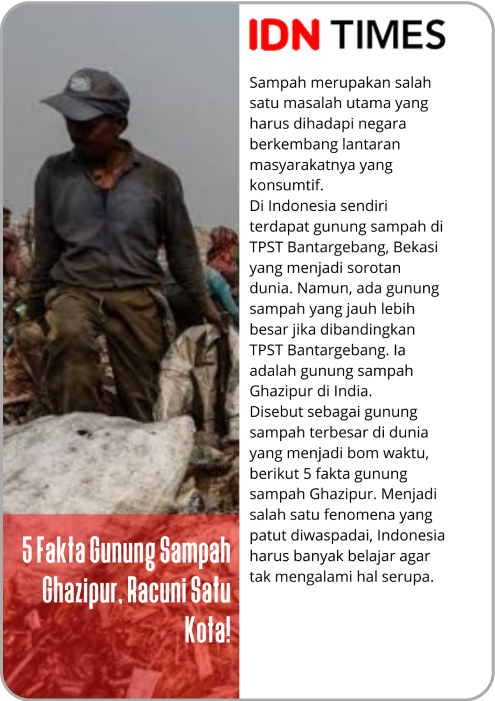 IDN TIMES
Sampah merupakan salah
satu masalah utama yang
harus dihadapi negara
berkembang lantaran
masyarakatnya yang
konsumtif.
Di Indonesia sendiri
terdapat gunung sampah di
TPST Bantargebang, Bekasi
yang menjadi sorotan
dunia. Namun, ada gunung
sampah yang jauh lebih
besar jika dibandingkan
TPST Bantargebang. Ia
adalah gunung sampah
Ghazipur di India.
Disebut sebagai gunung
sampah terbesar di dunia
yang menjadi bom waktu,
berikut 5 fakta gunung
sampah Ghazipur. Menjadi
salah satu fenomena yang
patut diwaspadai, Indonesia
harus banyak belajar agar
tak mengalami hal serupa.
5 Fakta Gunung Sampah
Ghazipur, Racuni Satu
Kota!